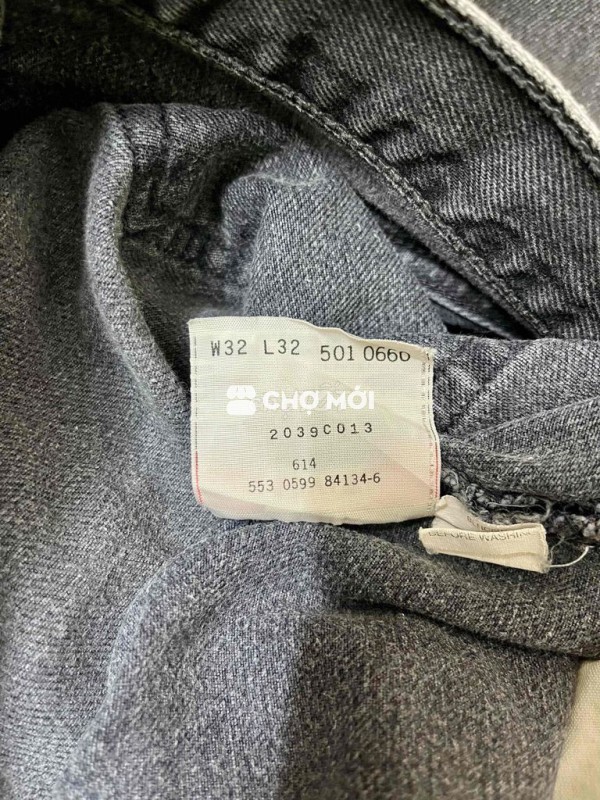 W32 L32 501 0660
CHỢ MỚI
2039C013
614
553 0599 84134-6
BEFORE WASHIN